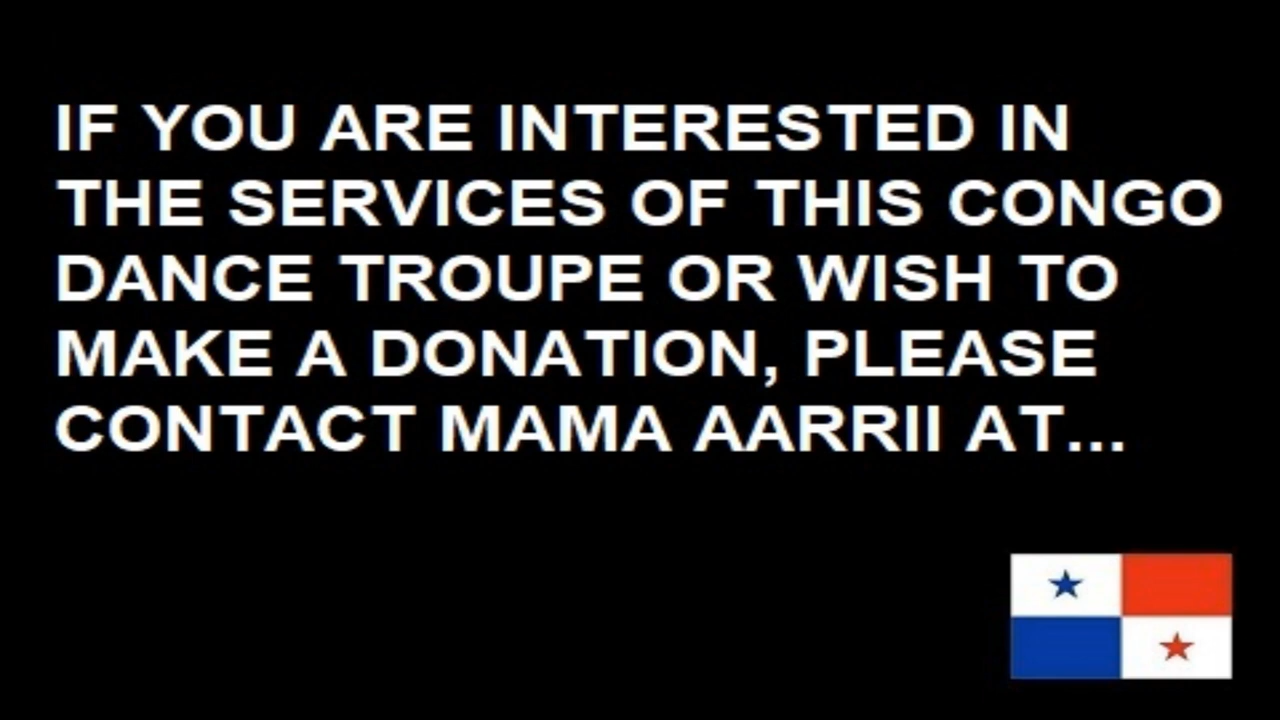 IF YOU ARE INTERESTED IN
THE SERVICES OF THIS CONGO
DANCE TROUPE OR WISH TO
MAKE A DONATION, PLEASE
CONTACT MAMA AARRII AT...